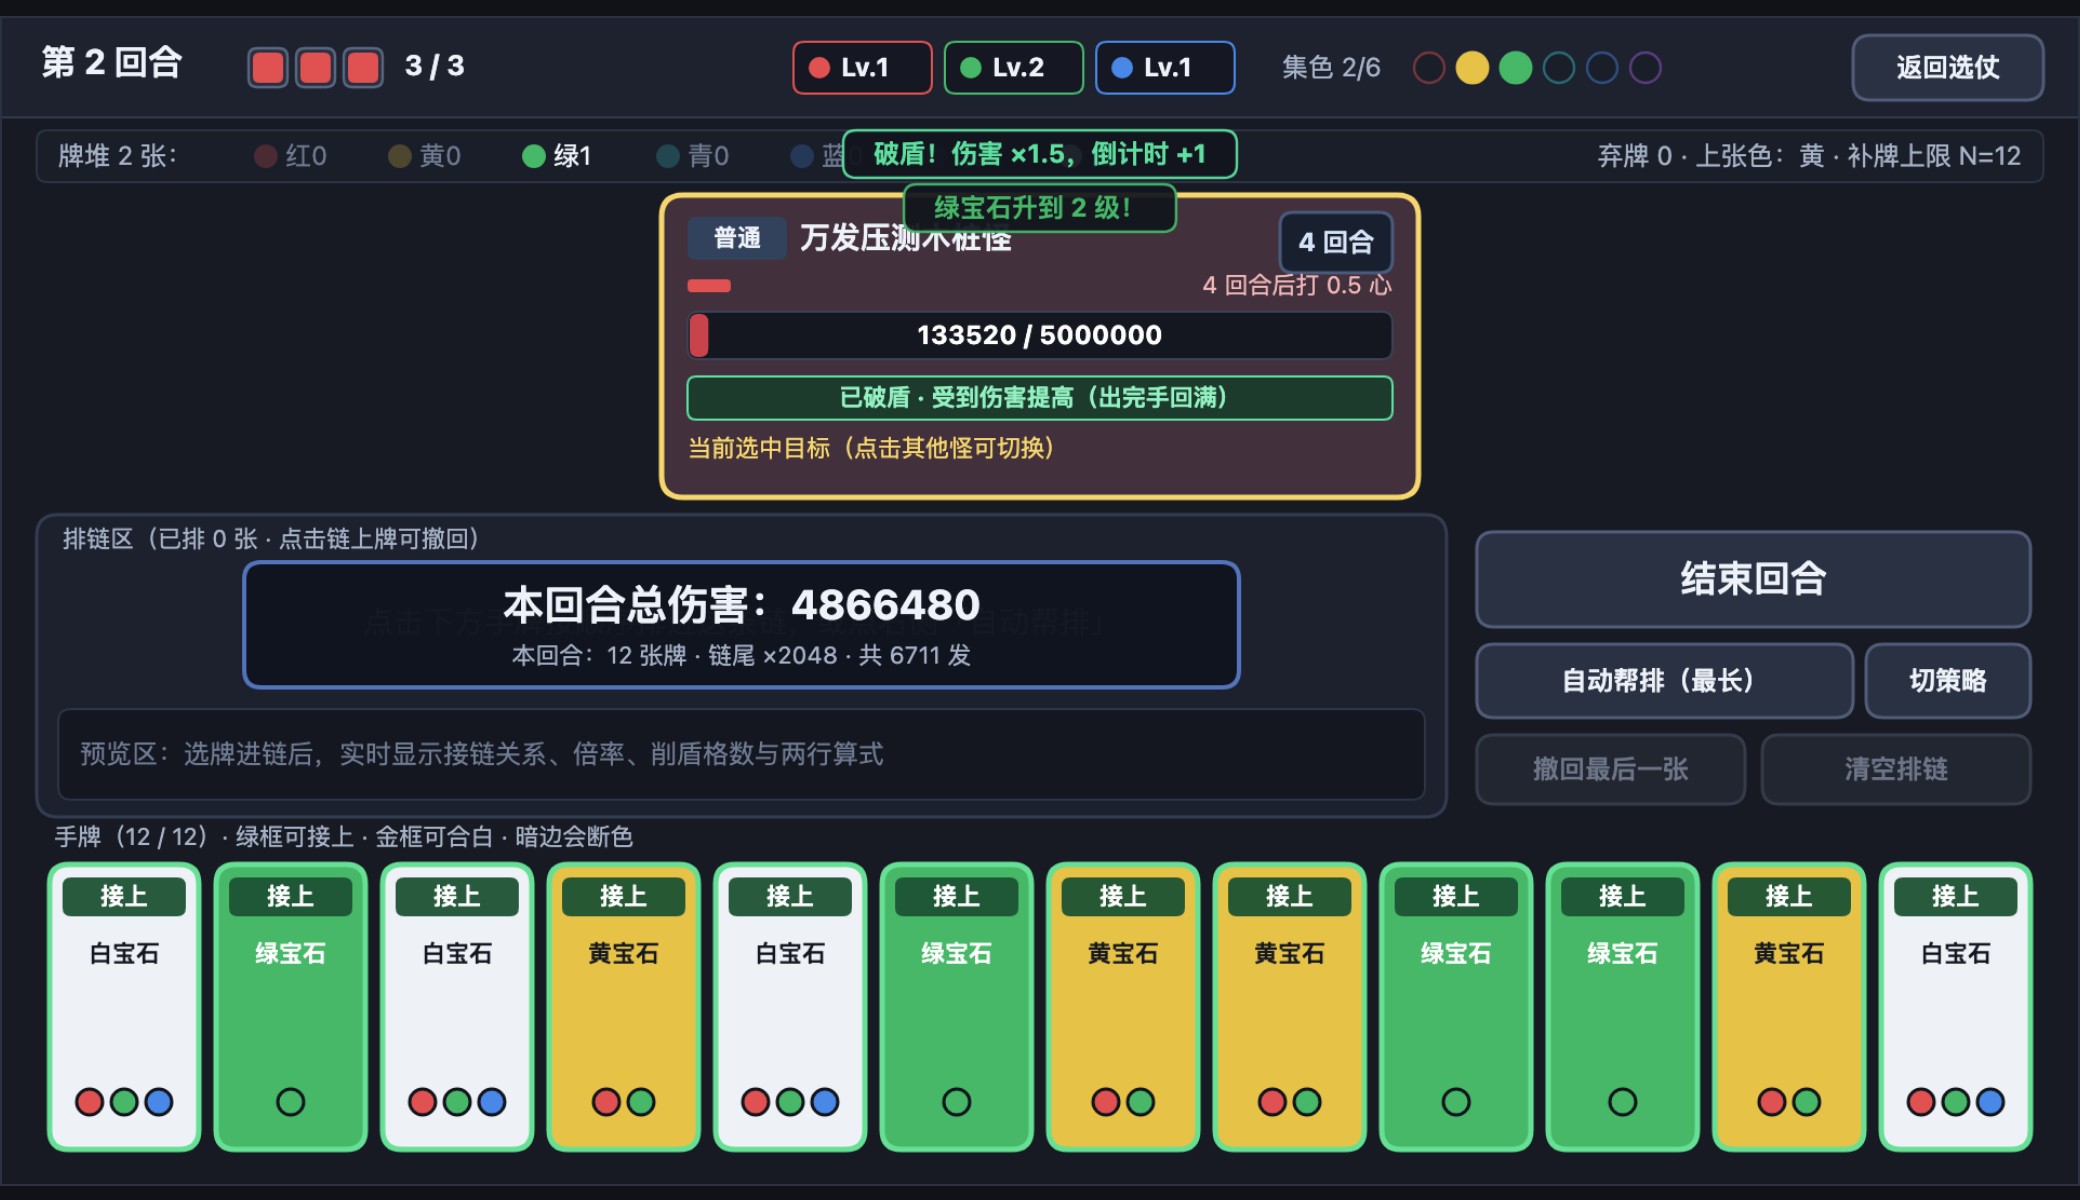 第 2 回合
3 / 3
Lv.1
Lv.2
Lv.1
集色 2/6
返回选仗
牌堆 2 张：
红0
黄0
绿1
青0
蓝
破盾！伤害 ×1.5，倒计时 +1
弃牌 0 · 上张色：黄 · 补牌上限 N=12
绿宝石升到 2 级！
普通
万发压测木桩怪
4 回合
4 回合后打 0.5 心
133520 / 5000000
已破盾 · 受到伤害提高（出完手回满）
当前选中目标（点击其他怪可切换）
排链区（已排 0 张 · 点击链上牌可撤回）
本回合总伤害：4866480
本回合：12 张牌 · 链尾 ×2048 · 共 6711 发
预览区：选牌进链后，实时显示接链关系、倍率、削盾格数与两行算式
结束回合
自动帮排（最长）
切策略
撤回最后一张
清空排链
手牌（12 / 12）· 绿框可接上 · 金框可合白 · 暗边会断色
接上 接上 接上 接上 接上 接上 接上 接上 接上 接上 接上 接上
白宝石 绿宝石 白宝石 黄宝石 白宝石 绿宝石 黄宝石 黄宝石 绿宝石 绿宝石 黄宝石 白宝石